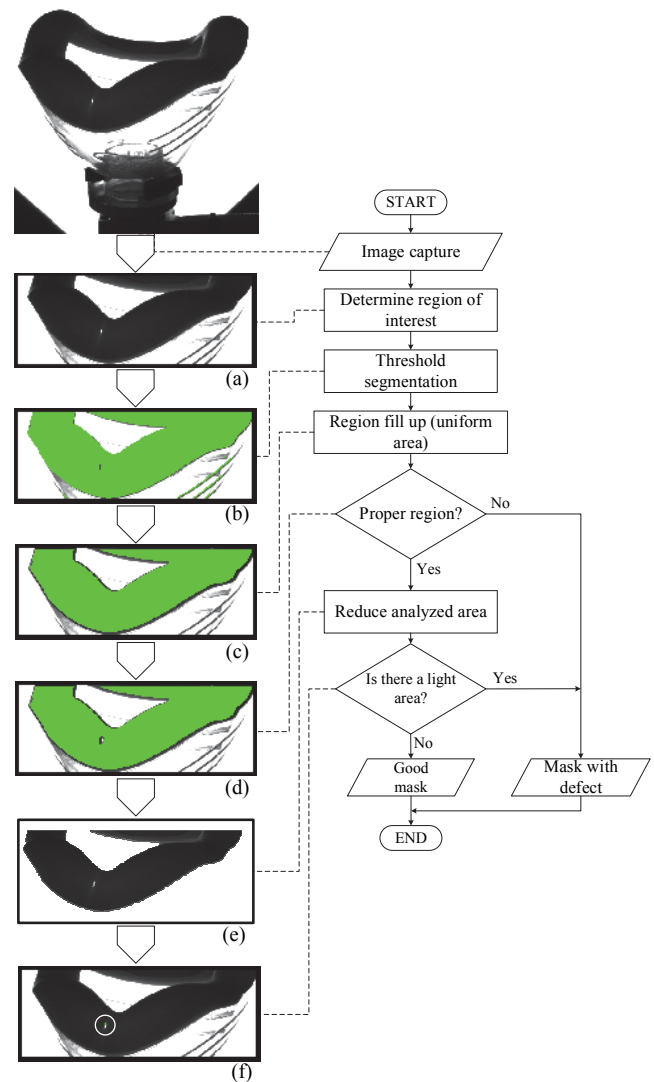 START
Image capture
Determine region of
interest
(a)
Threshold
segmentation
Region fill up (uniform
area)
(b)
Proper region?
No
Yes
(c)
Reduce analyzed area
Is there a light
area?
Yes
(d)
No
Good
mask
Mask with
defect
END
(e)
(f)